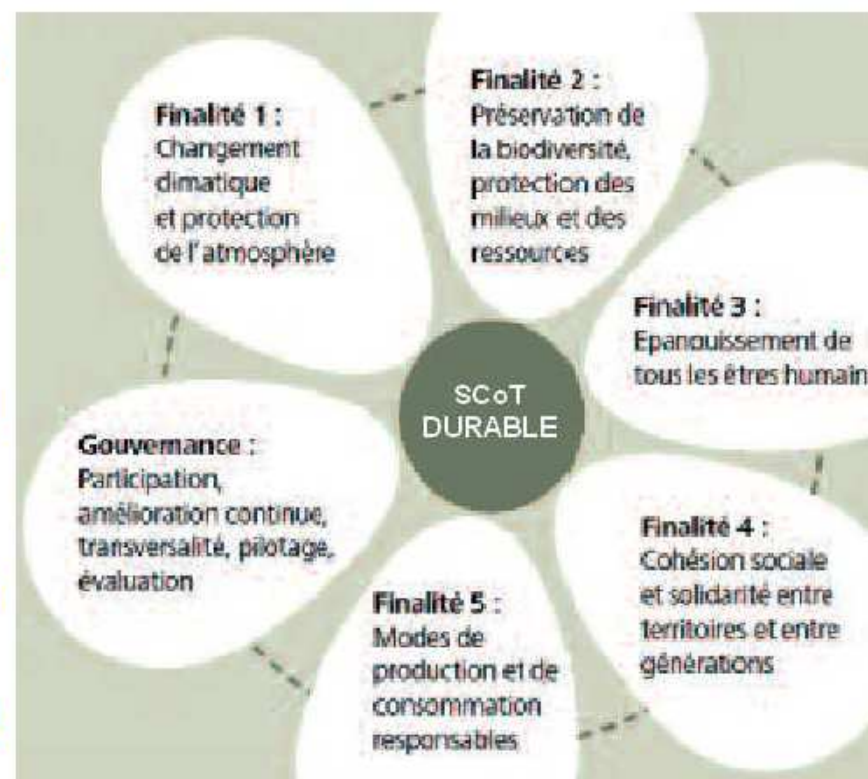 Finalité 1 :
Changement
climatique
et protection
de l'atmosphère
Finalité 2 :
Préservation de
la biodiversité,
protection des
milieux et des
ressources
Finalité 3 :
Epanouissement de
tous les êtres humain
Finalité 4 :
Cohésion sociale
et solidarité entre
territoires et entre
générations
Finalité 5 :
Modes de
production et de
consommation
responsables
Gouvernance :
Participation,
amélioration continue,
transversalité, pilotage,
évaluation
SCoT
DURABLE